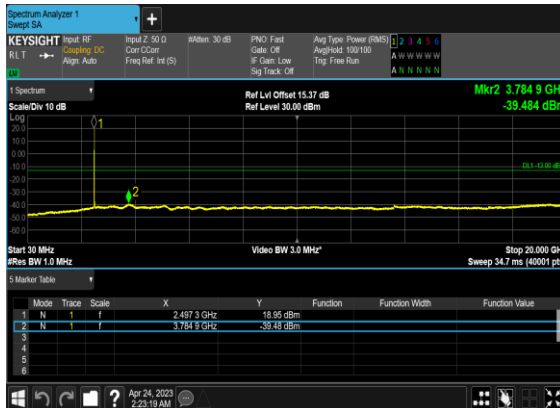 Spectrum Analyzer 1
Swept SA
+
KEYSIGHT Input: RF Input Z: 50 Ω #Atten: 30 dB PNO: Fast Avg Type: Power (RMS) 1 2 3 4 5 6
RLT Coupling: DC Corr CCorr Gate: Off Avg|Hold: 100/100 A W W W W W
Align: Auto Freq Ref: Int (S) IF Gain: Low Trig: Free Run
Sig Track: Off A N N N N N
1 Spectrum Ref Lvl Offset 15.37 dB Mkr2 3.784 9 GHz
Scale/Div 10 dB Ref Level 30.00 dBm -39.484 dBm
Log
20.0
1
10.0
0.00
-10.0
DL1 -13.00 dB
-20.0
-30.0
2
-40.0
-50.0
-60.0
Start 30 MHz Video BW 3.0 MHz* Stop 20.000 GH
#Res BW 1.0 MHz Sweep 34.7 ms (40001 pt
5 Marker Table
Mode Trace Scale X Y Function Function Width Function Value
1 N 1 f 2.497 3 GHz 18.95 dBm
2 N 1 f 3.784 9 GHz -39.48 dBm
3
4
5
6
? Apr 24, 2023
2:23:19 AM